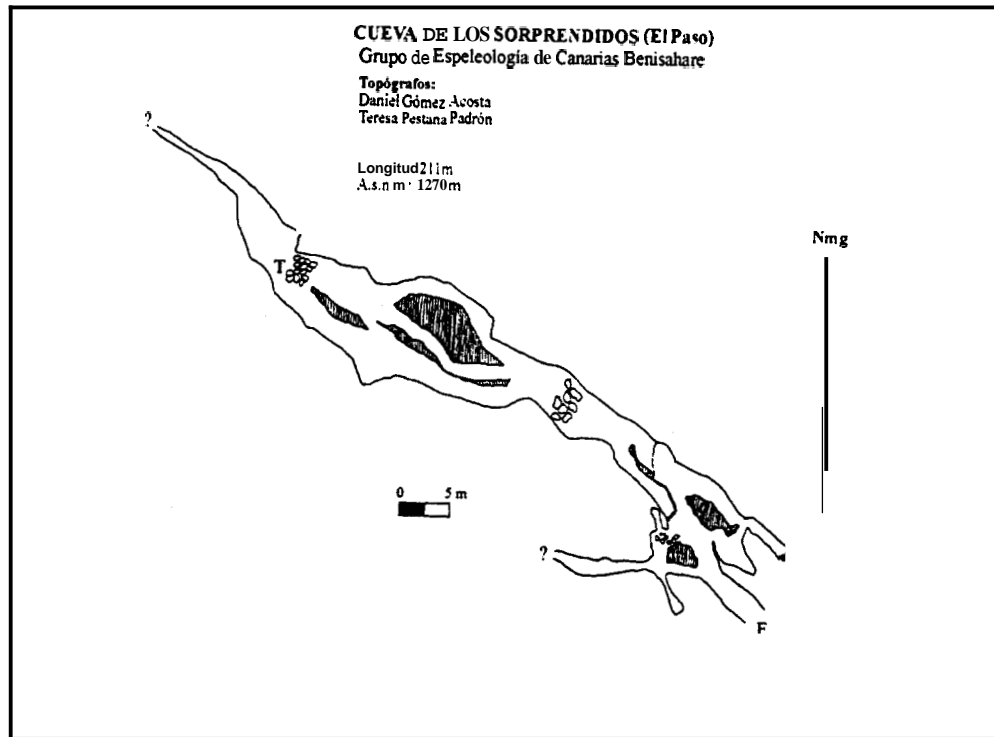 CUEVA DE LOS SORPRENDIDOS (El Paso)
Grupo de Espeleología de Canarias Benisahare
Topógrafos:
Daniel Gómez Acosta
Teresa Pestana Padrón
Longitud 211m
A.s.n m · 1270m
?
T
Nmg
0 5 m
?
E